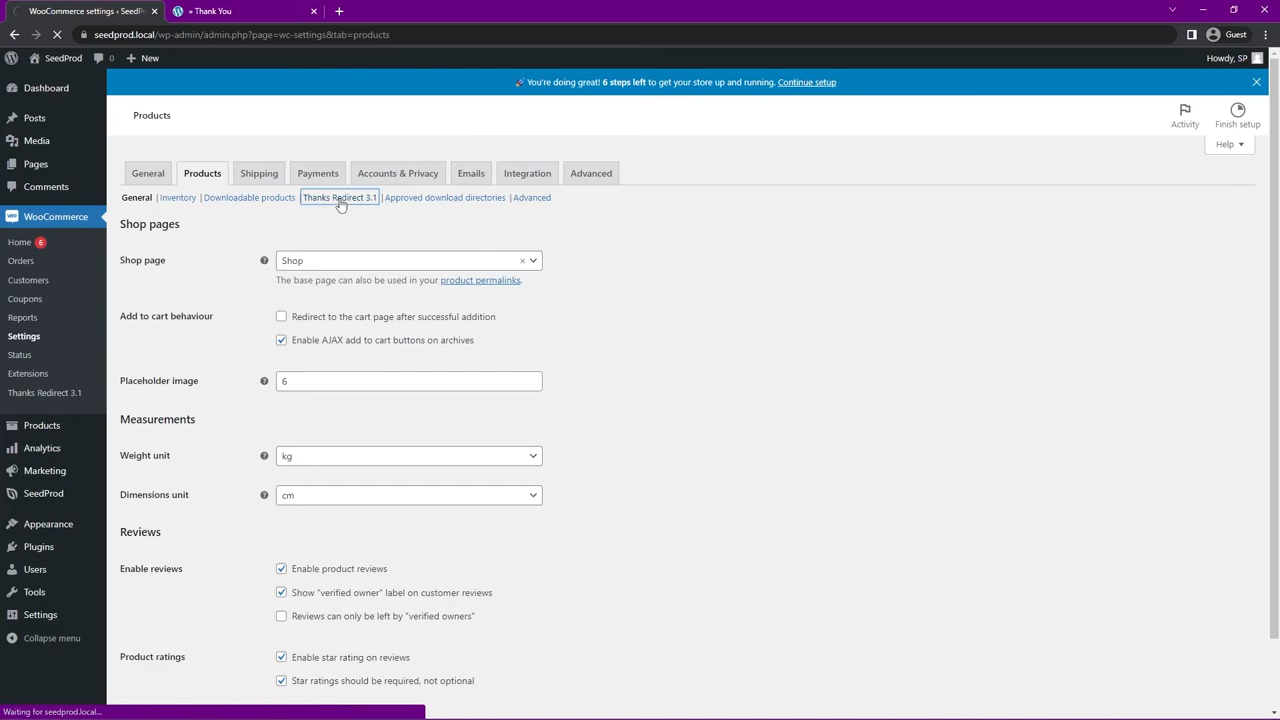 WooCommerce settings ‹ SeedPro
» Thank You
seedprod.local/wp-admin/admin.php?page=wc-settings&tab=products
Guest
SeedProd 0 New
Howdy, SP
🚀 You're doing great! 6 steps left to get your store up and running. Continue setup
Products
Activity
Finish setup
Help
General Products Shipping Payments Accounts & Privacy Emails Integration Advanced
General | Inventory | Downloadable products | Thanks Redirect 3.1 | Approved download directories | Advanced
Dashboard
Posts
Media
Pages
Comments
WooCommerce
Home 6
Orders
Customers
Coupons
Reports
Settings
Status
Extensions
Thanks Redirect 3.1
Products
Analytics
Marketing
SeedProd
Appearance
Plugins
Users
Tools
Settings
Collapse menu
Shop pages
Shop page
Shop
The base page can also be used in your product permalinks.
Add to cart behaviour
Redirect to the cart page after successful addition
Enable AJAX add to cart buttons on archives
Placeholder image
6
Measurements
Weight unit
kg
Dimensions unit
cm
Reviews
Enable reviews
Enable product reviews
Show "verified owner" label on customer reviews
Reviews can only be left by "verified owners"
Product ratings
Enable star rating on reviews
Star ratings should be required, not optional
Waiting for seedprod.local...